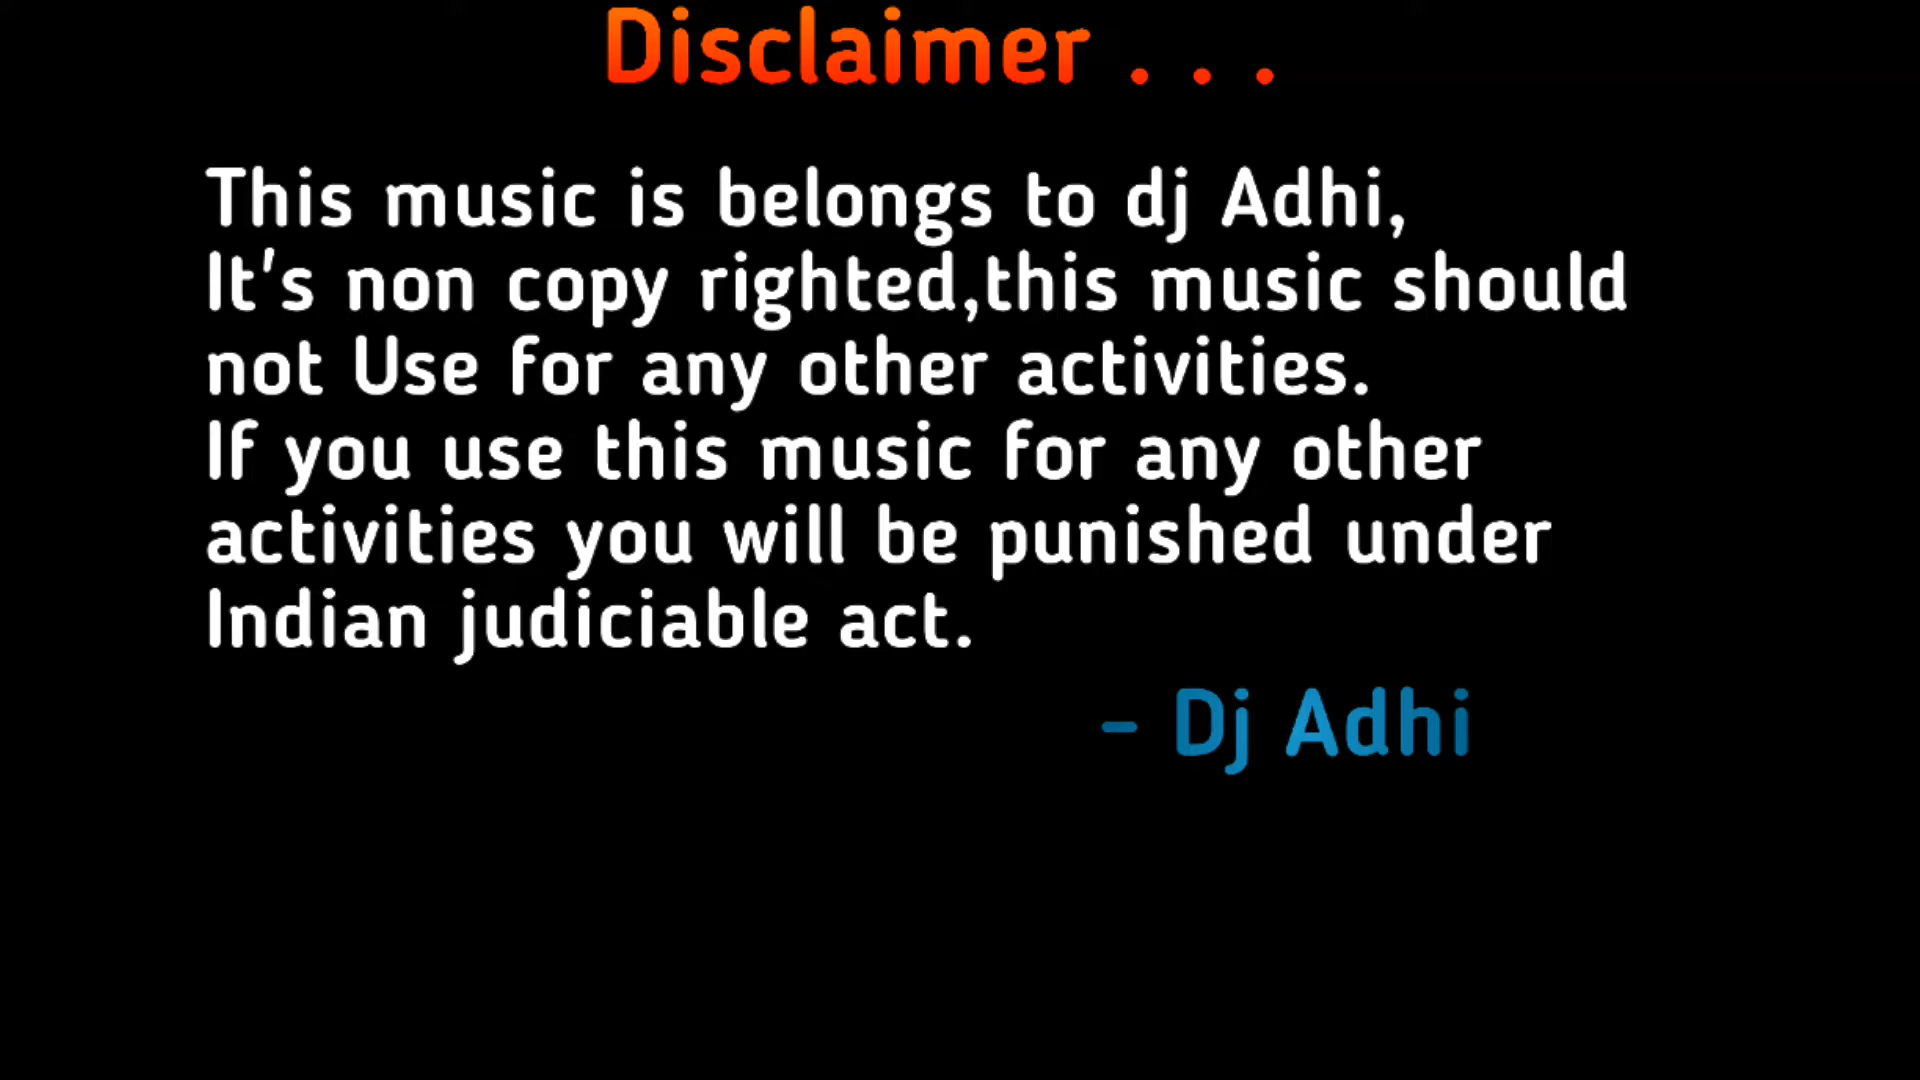 Disclaimer . . .
This music is belongs to dj Adhi,
It's non copy righted,this music should
not Use for any other activities.
If you use this music for any other
activities you will be punished under
Indian judiciable act.
- Dj Adhi